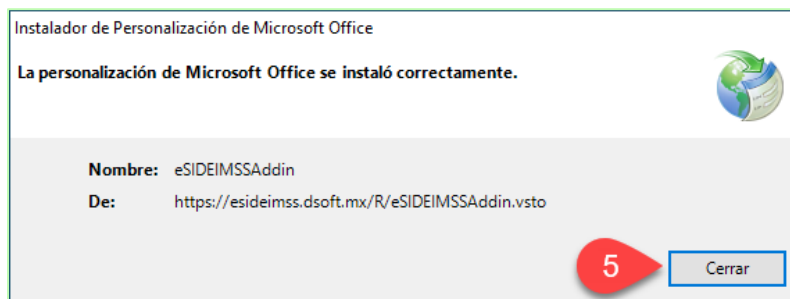 Instalador de Personalización de Microsoft Office
La personalización de Microsoft Office se instaló correctamente.
Nombre: eSIDEIMSSAddin
De: https://esideimss.dsoft.mx/R/eSIDEIMSSAddin.vsto
5 Cerrar